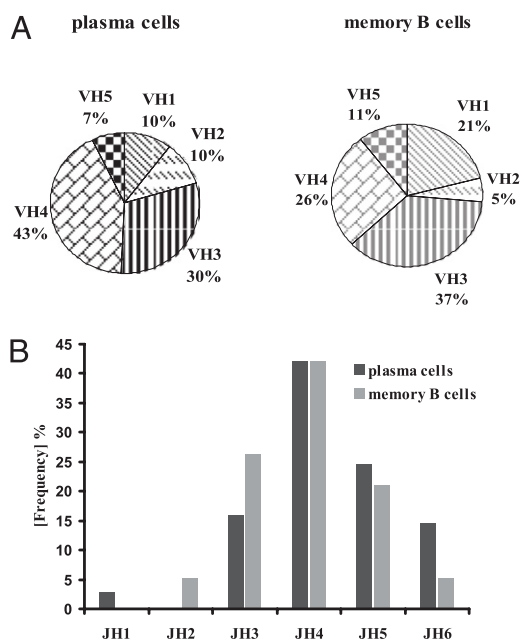 A
plasma cells
memory B cells
VH5
7%
VH1
10%
VH2
10%
VH4
43%
VH3
30%
VH5
11%
VH1
21%
VH2
5%
VH4
26%
VH3
37%
B
[Frequency] %
45
40
35
30
25
20
15
10
5
0
plasma cells
memory B cells
JH1 JH2 JH3 JH4 JH5 JH6